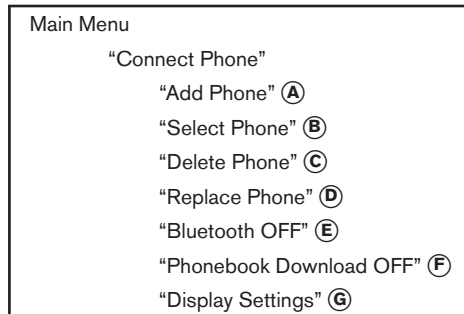 Main Menu
“Connect Phone”
“Add Phone” Ⓐ
“Select Phone” Ⓑ
“Delete Phone” Ⓒ
“Replace Phone” Ⓓ
“Bluetooth OFF” Ⓔ
“Phonebook Download OFF” Ⓕ
“Display Settings” Ⓖ